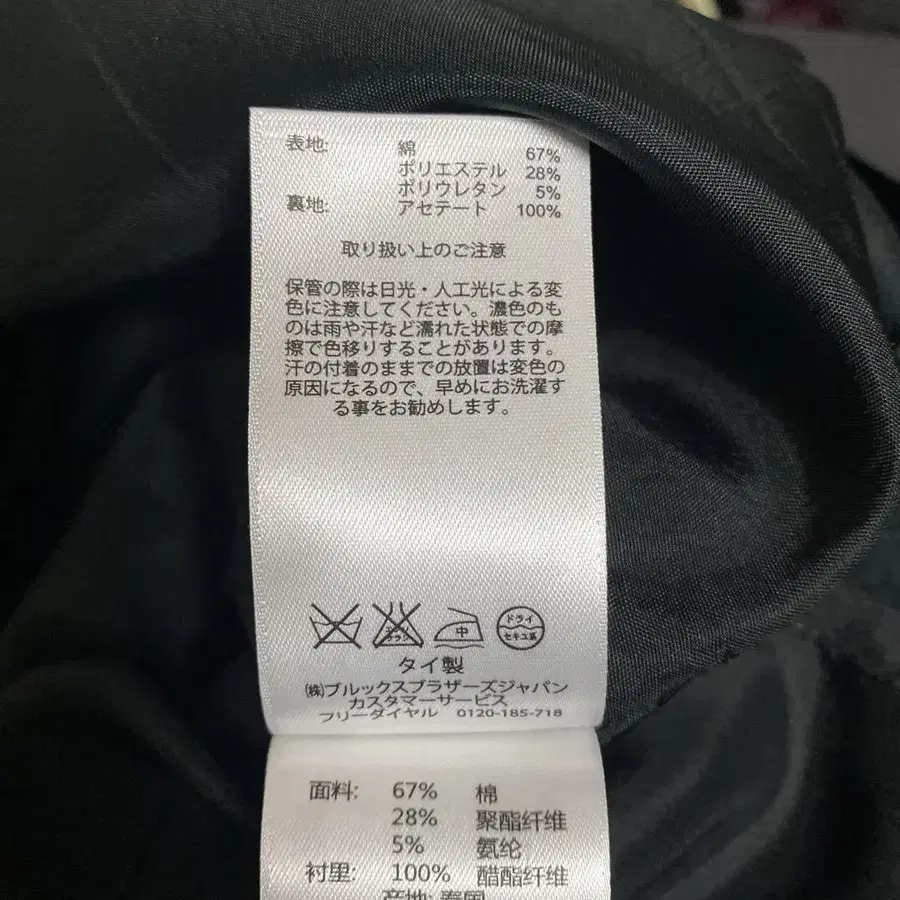 表地: 綿 67%
ポリエステル 28%
ポリウレタン 5%
裏地: アセテート 100%
取り扱い上のご注意
保管の際は日光・人工光による変
色に注意してください。濃色のも
のは雨や汗など濡れた状態での摩
擦で色移りすることがあります。
汗の付着のままでの放置は変色の
原因になるので、早めにお洗濯す
る事をお勧めします。
中 ドライ
セキユ系
タイ製
㈱ブルックスブラザーズジャパン
カスタマーサービス
フリーダイヤル 0120-185-718
面料: 67% 棉
28% 聚酯纤维
5% 氨纶
衬里: 100% 醋酯纤维
产地: 泰国